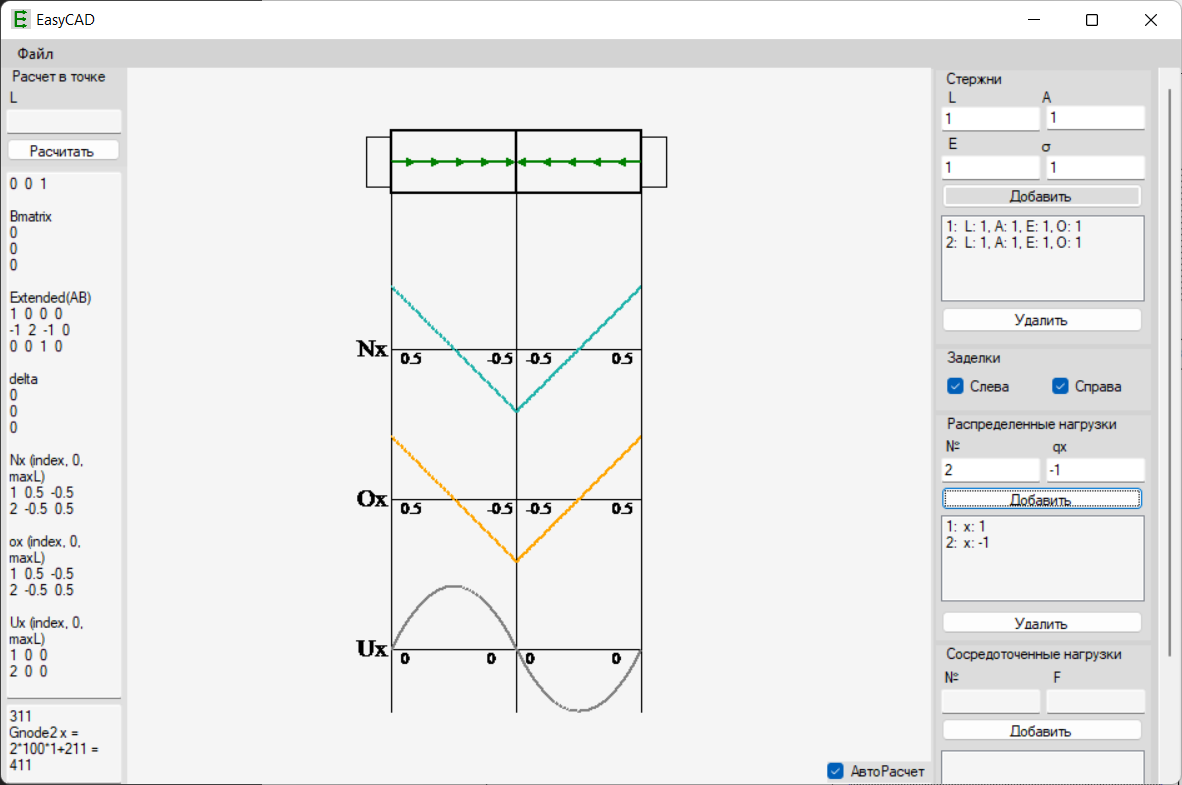 EasyCAD
Файл
Расчет в точке
L
Расчитать
0 0 1
Bmatrix
0
0
0
Extended(AB)
1 0 0 0
-1 2 -1 0
0 0 1 0
delta
0
0
0
Nx (index, 0,
maxL)
1 0.5 -0.5
2 -0.5 0.5
ox (index, 0,
maxL)
1 0.5 -0.5
2 -0.5 0.5
Ux (index, 0,
maxL)
1 0 0
2 0 0
311
Gnode2 x =
2*100*1+211 =
411
Nx 0.5 -0.5 -0.5 0.5
Ox 0.5 -0.5 -0.5 0.5
Ux 0 0 0 0
АвтоРасчет
Стержни
L A
1 1
E σ
1 1
Добавить
1: L: 1, A: 1, E: 1, O: 1
2: L: 1, A: 1, E: 1, O: 1
Удалить
Заделки
Слева Справа
Распределенные нагрузки
№ qx
2 -1
Добавить
1: x: 1
2: x: -1
Удалить
Сосредоточенные нагрузки
№ F
Добавить